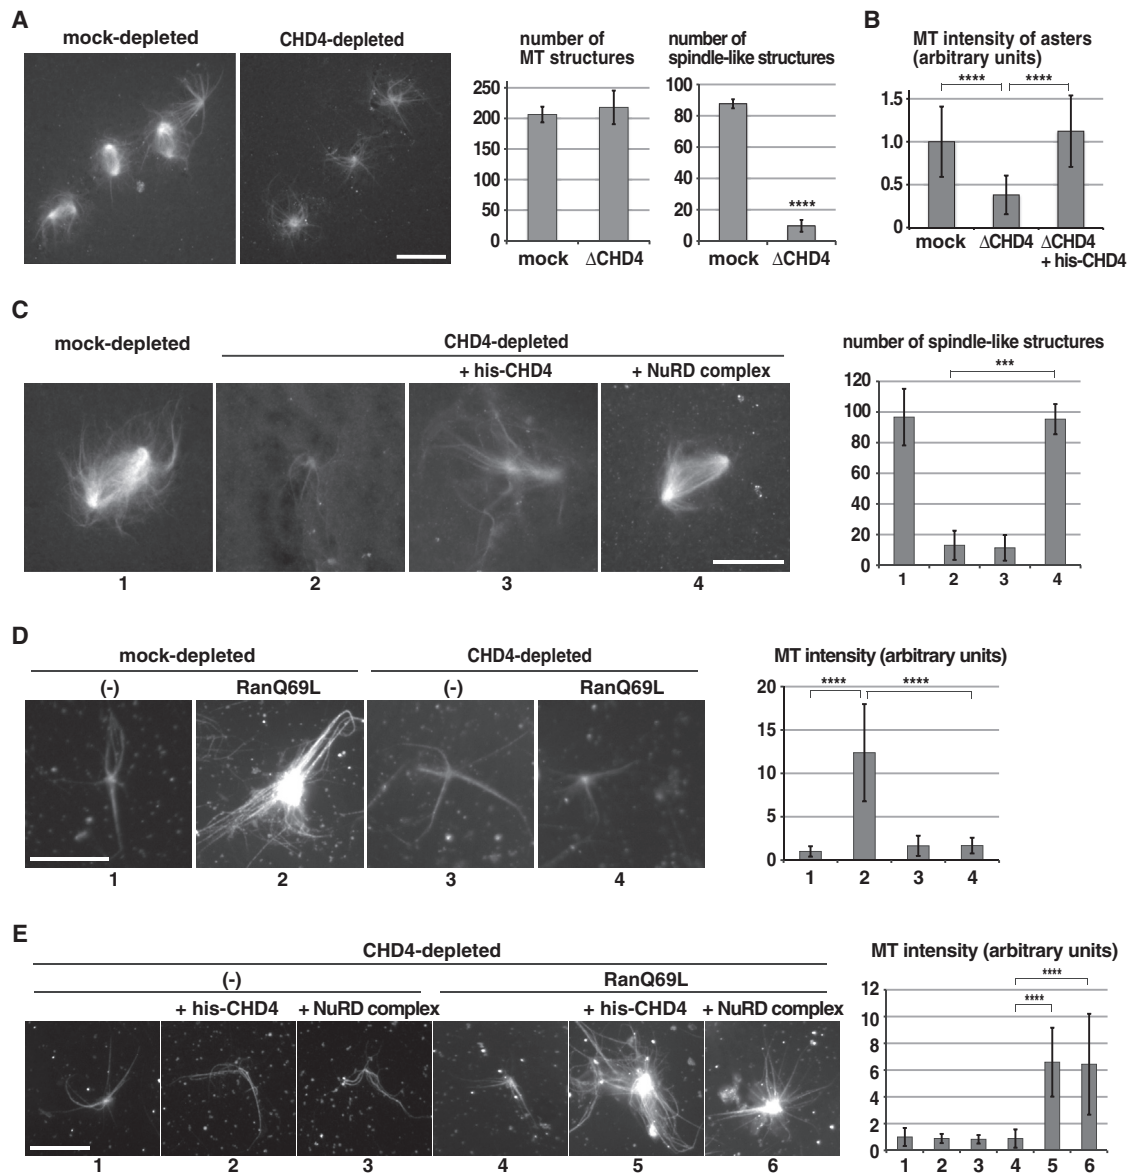 A
mock-depleted
CHD4-depleted
number of
MT structures
250
200
150
100
50
0
mock ΔCHD4
number of
spindle-like structures
100
80
60
40
20
0
****
mock ΔCHD4
B
MT intensity of asters
(arbitrary units)
**** ****
1.5
1.0
0.5
0
mock ΔCHD4 ΔCHD4
+ his-CHD4
C
mock-depleted
CHD4-depleted
+ his-CHD4
+ NuRD complex
1 2 3 4
number of spindle-like structures
***
120
100
80
60
40
20
0
1 2 3 4
D
mock-depleted
CHD4-depleted
(-) RanQ69L (-) RanQ69L
1 2 3 4
MT intensity (arbitrary units)
**** ****
20
15
10
5
0
1 2 3 4
E
CHD4-depleted
(-) RanQ69L
+ his-CHD4 + NuRD complex + his-CHD4 + NuRD complex
1 2 3 4 5 6
MT intensity (arbitrary units)
****
****
12
10
8
6
4
2
0
1 2 3 4 5 6